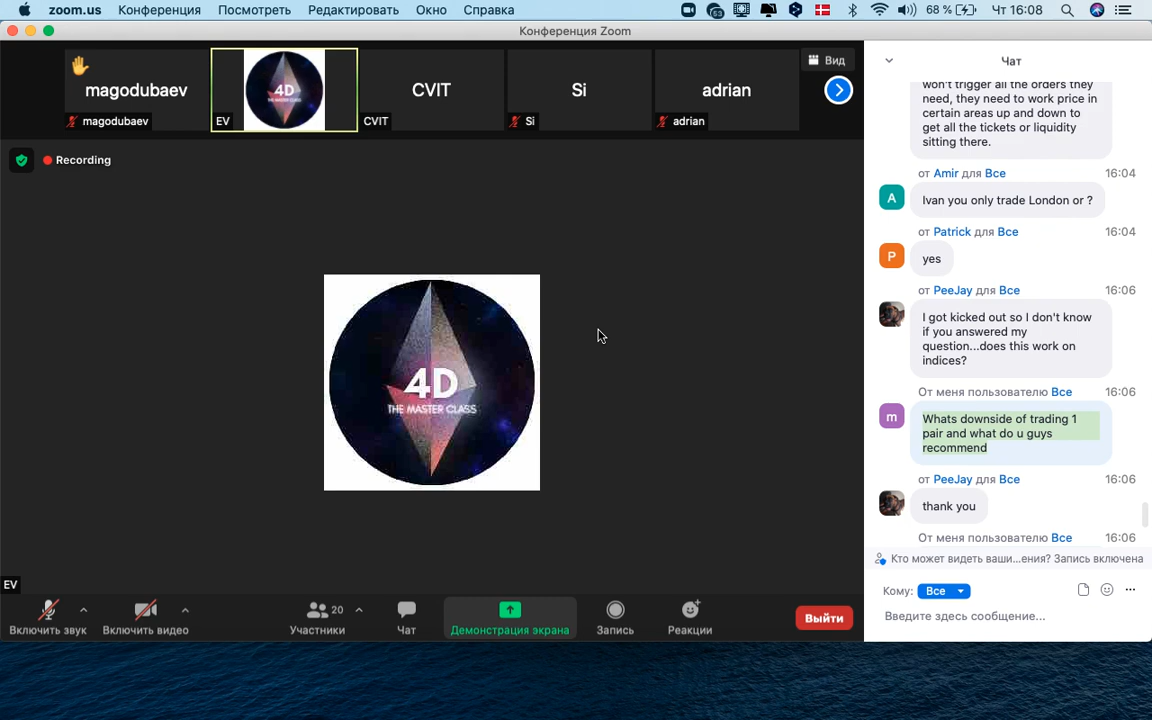 zoom.us Конференция Посмотреть Редактировать Окно Справка 68 % Чт 16:08
Конференция Zoom
magodubaev 4D THE MASTER CLASS CVIT Si adrian Вид
magodubaev EV CVIT Si adrian
Recording
4D
THE MASTER CLASS
EV
Включить звук Включить видео 20 Участники Чат Демонстрация экрана Запись Реакции Выйти
Чат
won't trigger all the orders they
need, they need to work price in
certain areas up and down to
get all the tickets or liquidity
sitting there.
от Amir для Все 16:04
A Ivan you only trade London or ?
от Patrick для Все 16:04
P yes
от PeeJay для Все 16:06
I got kicked out so I don't know
if you answered my
question...does this work on
indices?
От меня пользователю Все 16:06
m Whats downside of trading 1
pair and what do u guys
recommend
от PeeJay для Все 16:06
thank you
От меня пользователю Все 16:06
Кто может видеть ваши...ения? Запись включена
Кому: Все
Введите здесь сообщение...